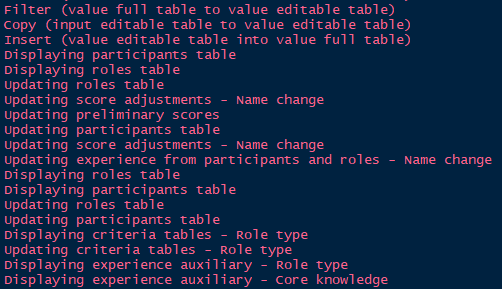 Filter (value full table to value editable table)
Copy (input editable table to value editable table)
Insert (value editable table into value full table)
Displaying participants table
Displaying roles table
Updating roles table
Updating score adjustments - Name change
Updating preliminary scores
Updating participants table
Updating score adjustments - Name change
Updating experience from participants and roles - Name change
Displaying roles table
Displaying participants table
Updating roles table
Updating participants table
Displaying criteria tables - Role type
Updating criteria tables - Role type
Displaying experience auxiliary - Role type
Displaying experience auxiliary - Core knowledge